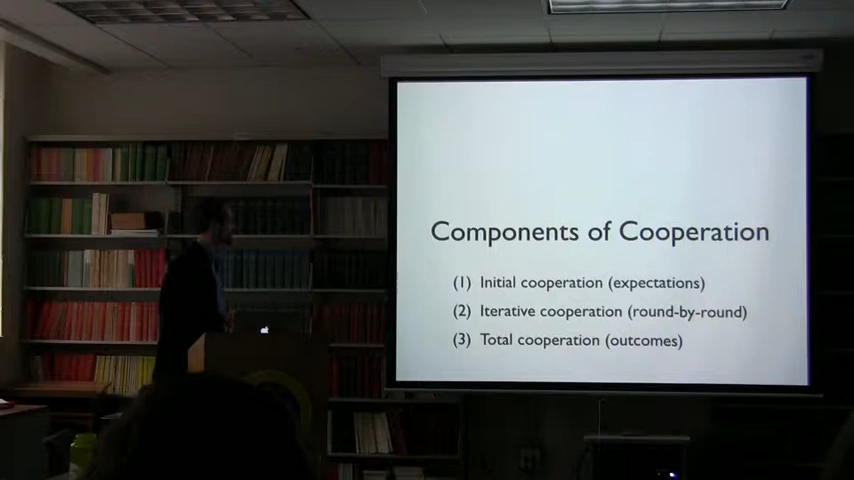 Components of Cooperation
(1) Initial cooperation (expectations)
(2) Iterative cooperation (round-by-round)
(3) Total cooperation (outcomes)